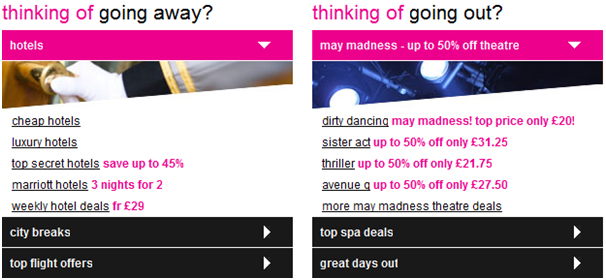 thinking of going away?
hotels
cheap hotels
luxury hotels
top secret hotels save up to 45%
marriott hotels 3 nights for 2
weekly hotel deals fr £29
city breaks
top flight offers
thinking of going out?
may madness - up to 50% off theatre
dirty dancing may madness! top price only £20!
sister act up to 50% off only £31.25
thriller up to 50% off only £21.75
avenue q up to 50% off only £27.50
more may madness theatre deals
top spa deals
great days out